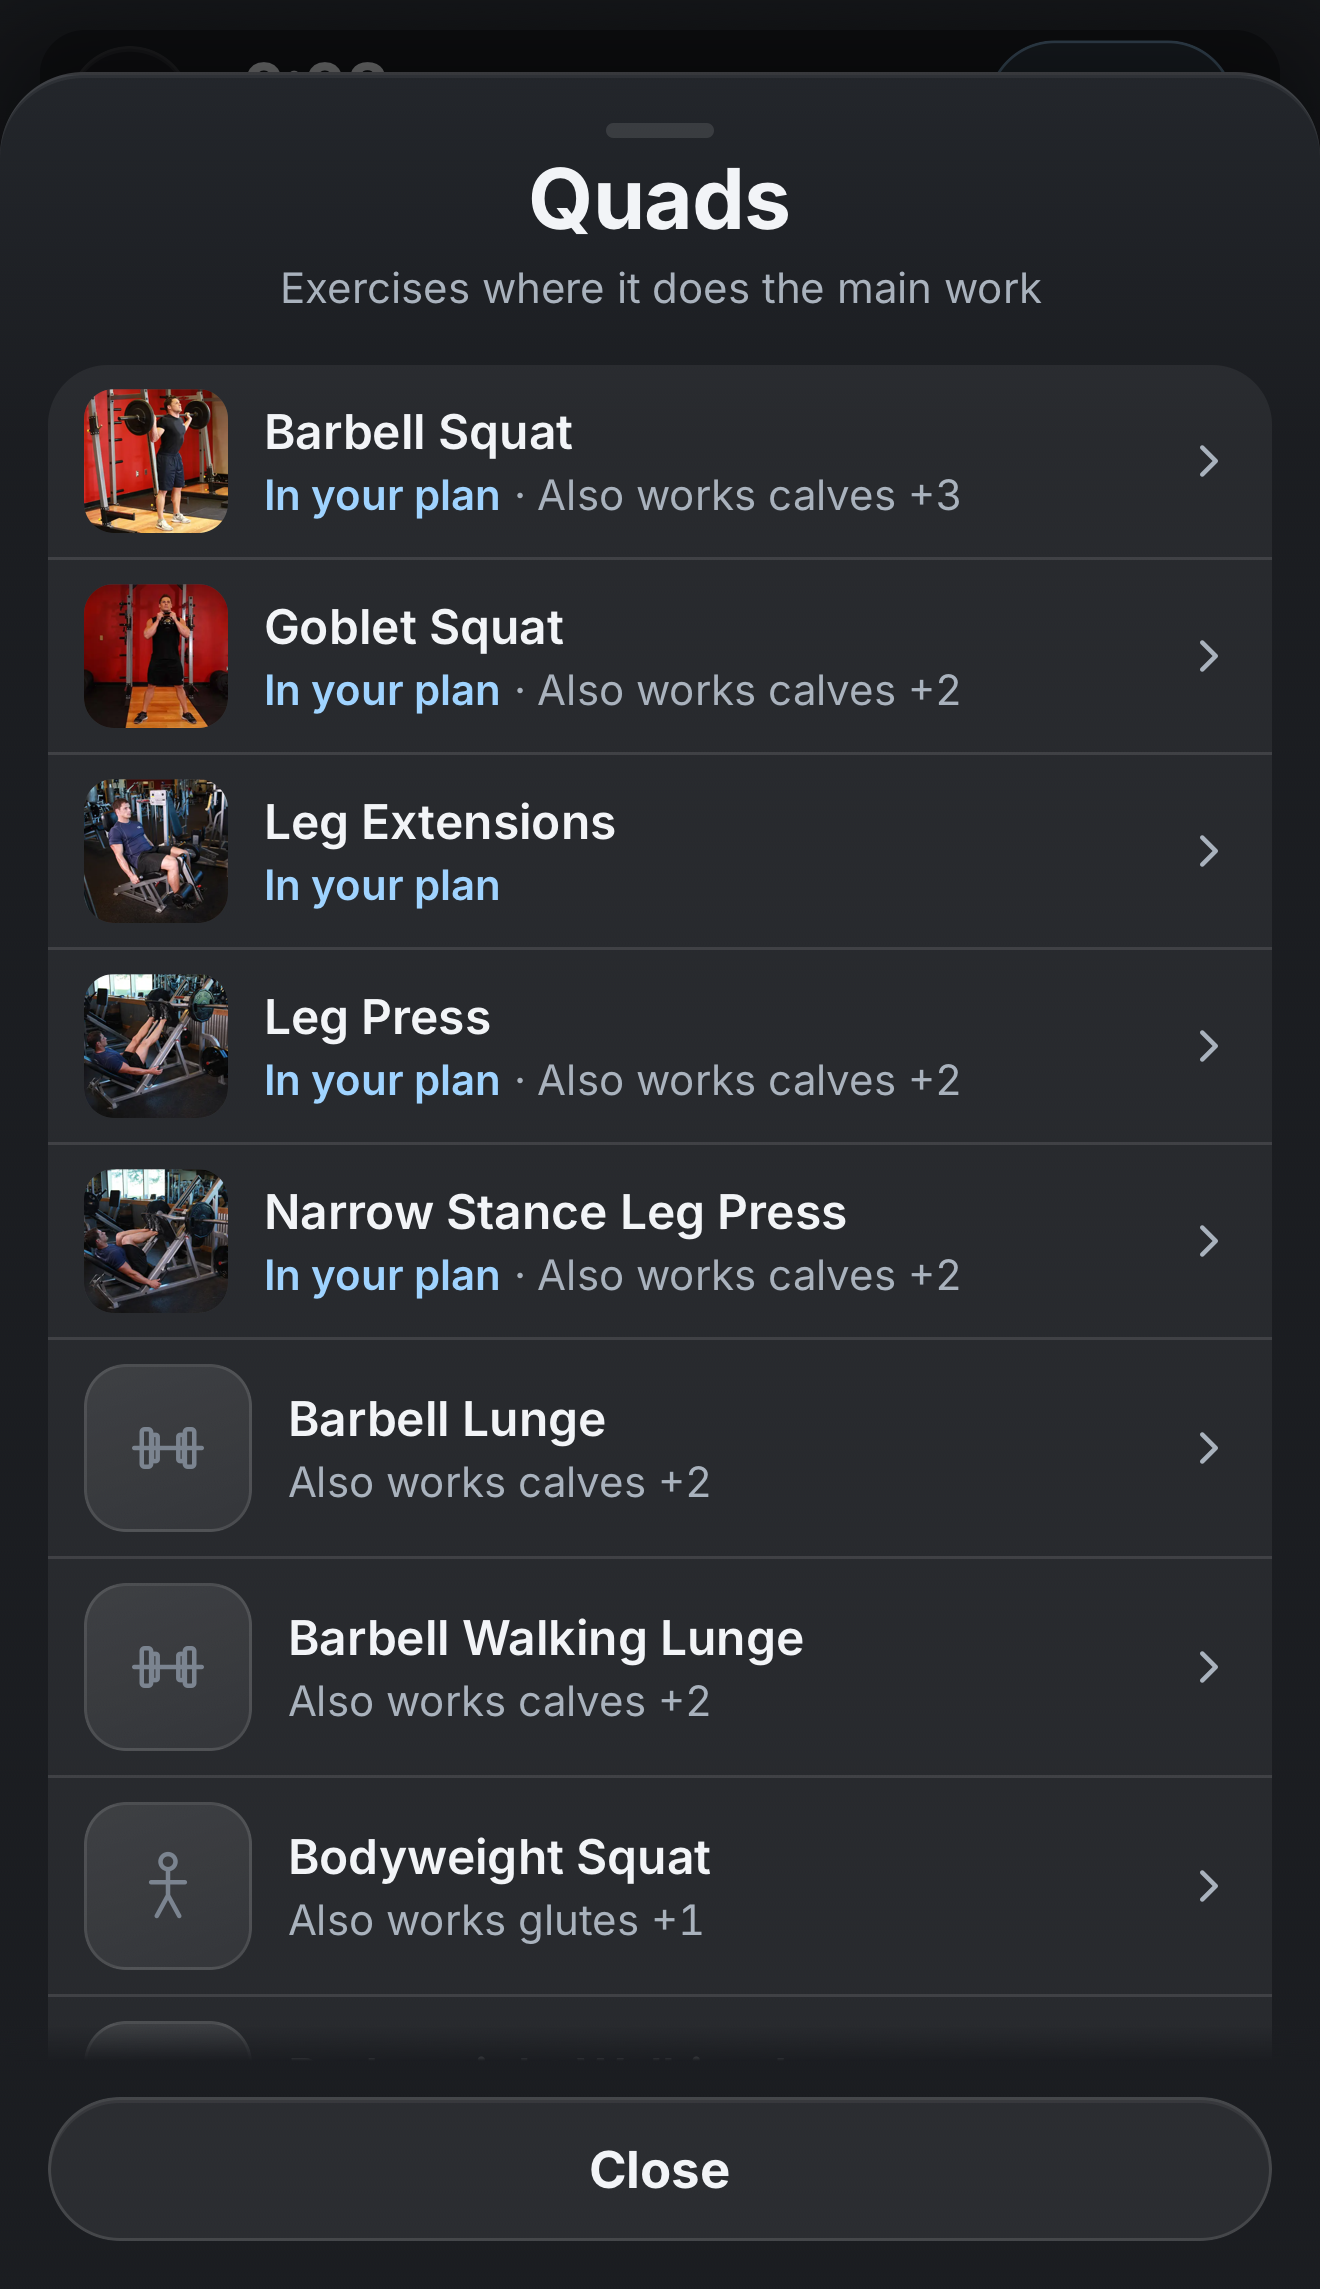 Quads
Exercises where it does the main work
Barbell Squat
In your plan · Also works calves +3
Goblet Squat
In your plan · Also works calves +2
Leg Extensions
In your plan
Leg Press
In your plan · Also works calves +2
Narrow Stance Leg Press
In your plan · Also works calves +2
Barbell Lunge
Also works calves +2
Barbell Walking Lunge
Also works calves +2
Bodyweight Squat
Also works glutes +1
Close